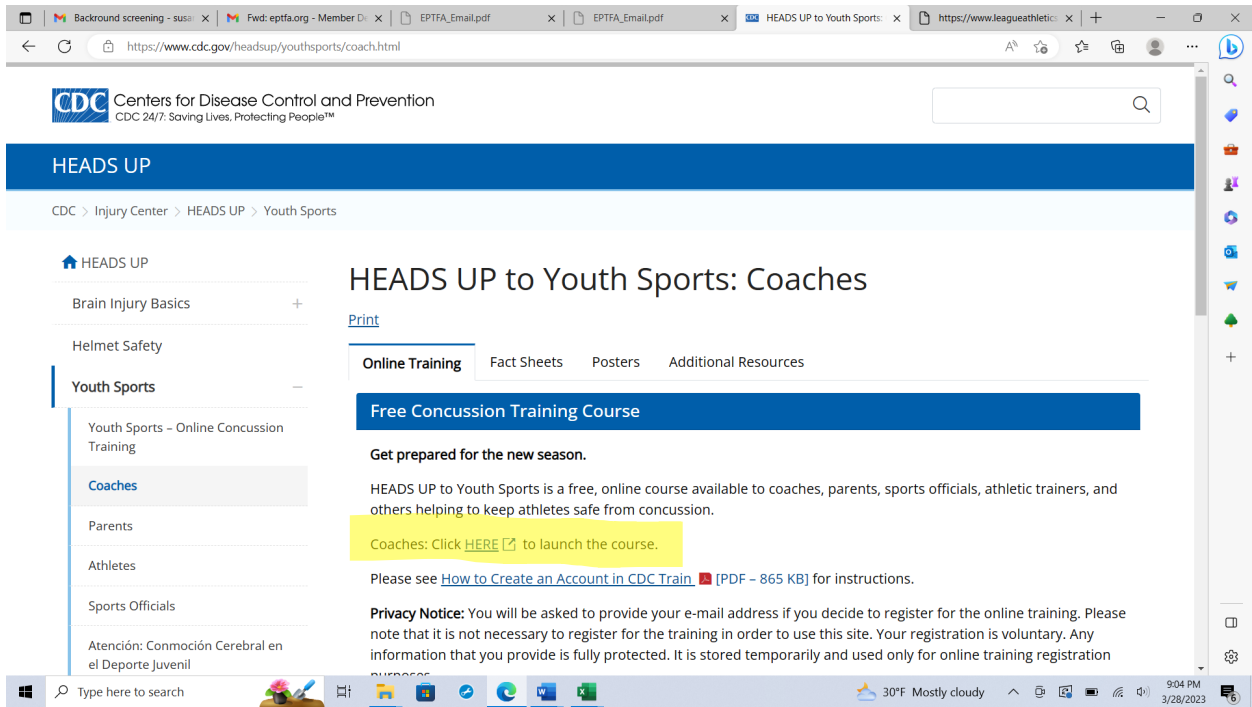 Backround screening - susa
Fwd: eptfa.org - Member De
EPTFA_Email.pdf
EPTFA_Email.pdf
HEADS UP to Youth Sports:
https://www.leagueathletics
https://www.cdc.gov/headsup/youthsports/coach.html
CDC
Centers for Disease Control and Prevention
CDC 24/7: Saving Lives, Protecting People™
HEADS UP
CDC > Injury Center > HEADS UP > Youth Sports
HEADS UP
Brain Injury Basics
Helmet Safety
Youth Sports
Youth Sports – Online Concussion
Training
Coaches
Parents
Athletes
Sports Officials
Atención: Conmoción Cerebral en
el Deporte Juvenil
HEADS UP to Youth Sports: Coaches
Print
Online Training
Fact Sheets
Posters
Additional Resources
Free Concussion Training Course
Get prepared for the new season.
HEADS UP to Youth Sports is a free, online course available to coaches, parents, sports officials, athletic trainers, and
others helping to keep athletes safe from concussion.
Coaches: Click HERE to launch the course.
Please see How to Create an Account in CDC Train [PDF – 865 KB] for instructions.
Privacy Notice: You will be asked to provide your e-mail address if you decide to register for the online training. Please
note that it is not necessary to register for the training in order to use this site. Your registration is voluntary. Any
information that you provide is fully protected. It is stored temporarily and used only for online training registration
purposes.
Type here to search
30°F Mostly cloudy
9:04 PM
3/28/2023
6